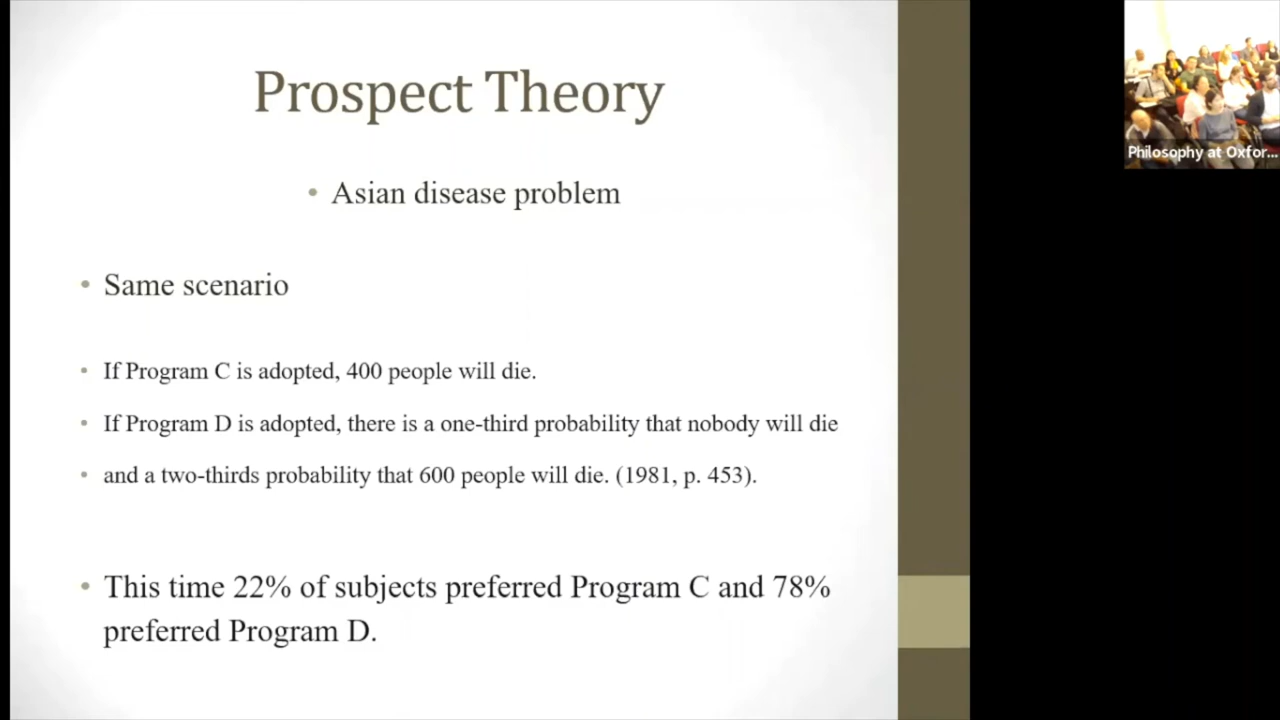 Prospect Theory
• Asian disease problem
• Same scenario
• If Program C is adopted, 400 people will die.
• If Program D is adopted, there is a one-third probability that nobody will die
• and a two-thirds probability that 600 people will die. (1981, p. 453).
• This time 22% of subjects preferred Program C and 78%
preferred Program D.
Philosophy at Oxfor...